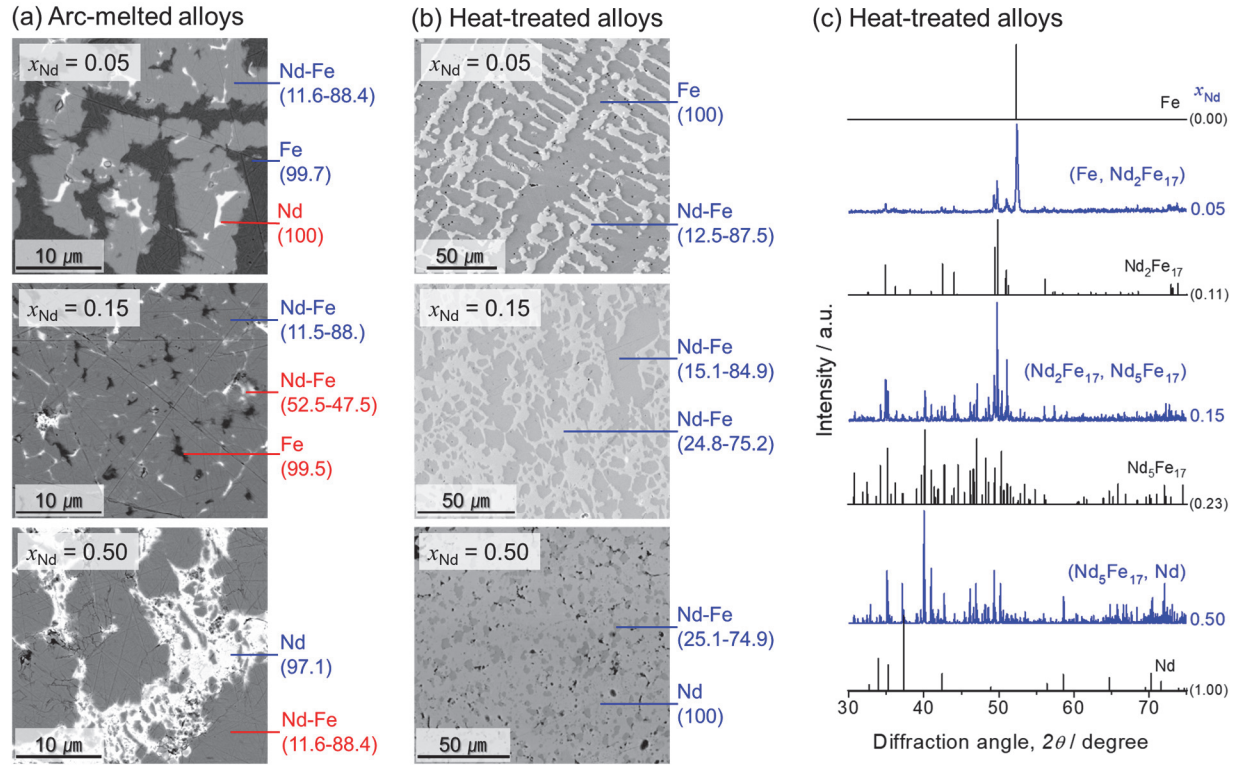 (a) Arc-melted alloys
xNd = 0.05
Nd-Fe
(11.6-88.4)
Fe
(99.7)
Nd
(100)
10 µm
xNd = 0.15
Nd-Fe
(11.5-88.)
Nd-Fe
(52.5-47.5)
Fe
(99.5)
10 µm
xNd = 0.50
Nd
(97.1)
Nd-Fe
(11.6-88.4)
10 µm
(b) Heat-treated alloys
xNd = 0.05
Fe
(100)
Nd-Fe
(12.5-87.5)
50 µm
xNd = 0.15
Nd-Fe
(15.1-84.9)
Nd-Fe
(24.8-75.2)
50 µm
xNd = 0.50
Nd-Fe
(25.1-74.9)
Nd
(100)
50 µm
(c) Heat-treated alloys
xNd
Fe
(0.00)
(Fe, Nd2Fe17)
0.05
Nd2Fe17
(0.11)
(Nd2Fe17, Nd5Fe17)
0.15
Nd5Fe17
(0.23)
(Nd5Fe17, Nd)
0.50
Nd
(1.00)
Intensity / a.u.
30 40 50 60 70
Diffraction angle, 2θ / degree